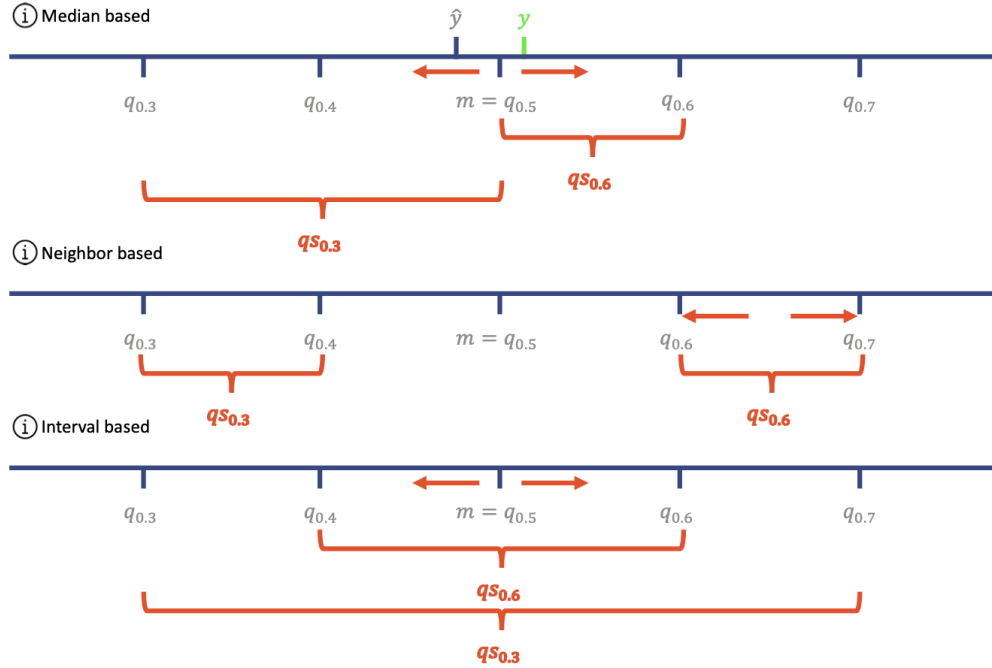 ⓘ Median based
ŷ y
q₀.₃ q₀.₄ m = q₀.₅ q₀.₆ q₀.₇
qs₀.₆
qs₀.₃
ⓘ Neighbor based
q₀.₃ q₀.₄ m = q₀.₅ q₀.₆ q₀.₇
qs₀.₃ qs₀.₆
ⓘ Interval based
q₀.₃ q₀.₄ m = q₀.₅ q₀.₆ q₀.₇
qs₀.₆
qs₀.₃